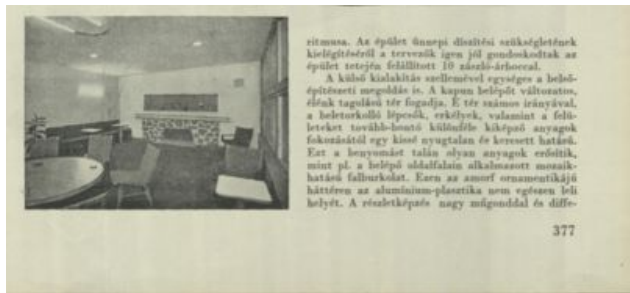 ritmusa. Az épület ünnepi díszítési szükségletének
kielégítéséről a tervezők igen jól gondoskodtak az
épület tetején felállított 10 zászló-árboccal.
A külső kialakítás szellemével egységes a belső-
építészeti megoldás is. A kapun belépőt változatos,
élénk tagolású tér fogadja. E tér számos irányával,
a beletorkolló lépcsők, erkélyek, valamint a felü-
leteket tovább-bontó különféle kiképző anyagok
fokozásától egy kissé nyugtalan és keresett hatású.
Ezt a benyomást talán olyan anyagok erősítik,
mint pl. a belépő oldalfalain alkalmazott mozaik-
hatású falburkolat. Ezen az amorf ornamentikájú
háttéren az alumínium-plasztika nem egészen leli
helyét. A részletképzés nagy műgonddal és diffe-
377